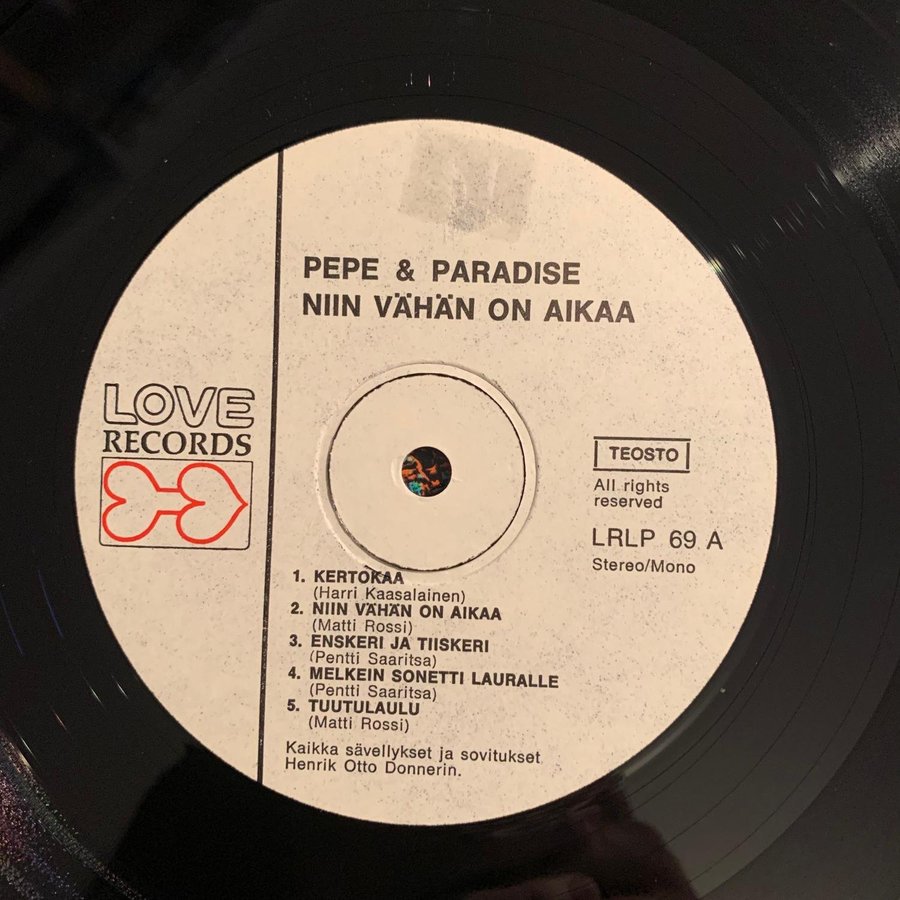 PEPE & PARADISE
NIIN VÄHÄN ON AIKAA
LOVE
RECORDS
TEOSTO
All rights
reserved
LRLP 69 A
Stereo/Mono
1. KERTOKAA
(Harri Kaasalainen)
2. NIIN VÄHÄN ON AIKAA
(Matti Rossi)
3. ENSKERI JA TIISKERI
(Pentti Saaritsa)
4. MELKEIN SONETTI LAURALLE
(Pentti Saaritsa)
5. TUUTULAULU
(Matti Rossi)
Kaikka sävellykset ja sovitukset
Henrik Otto Donnerin.